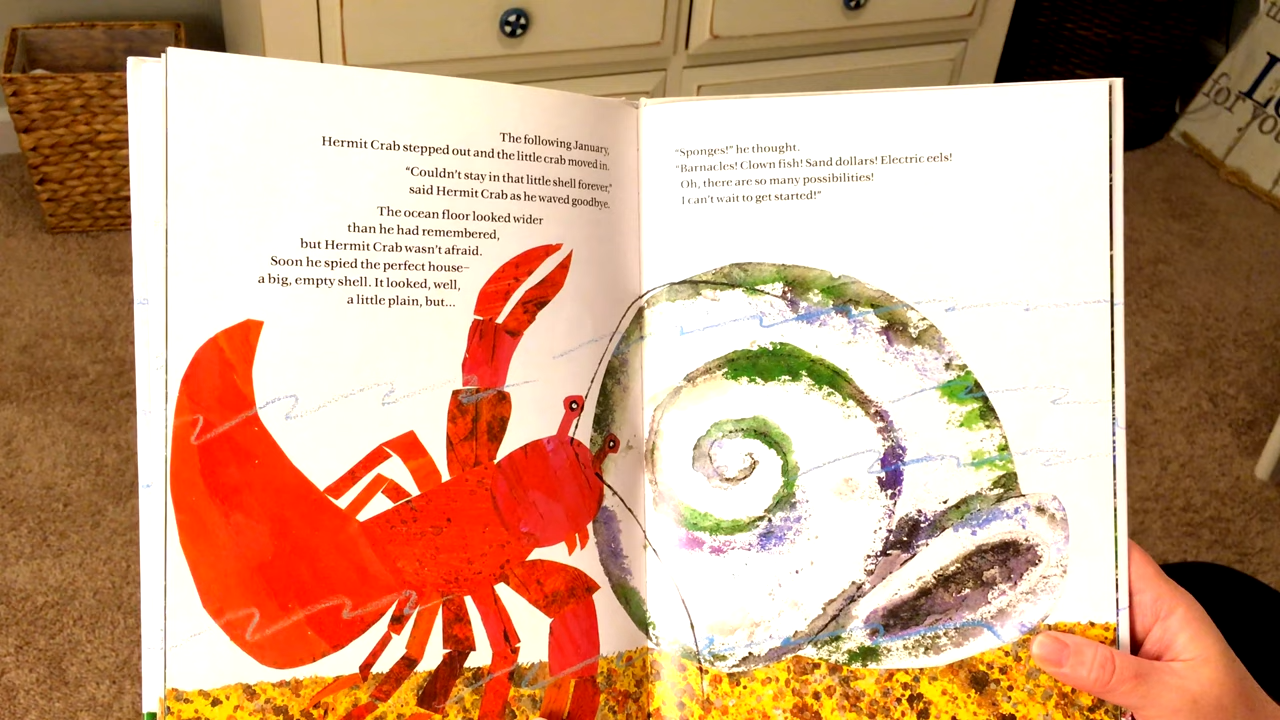 The following January,
Hermit Crab stepped out and the little crab moved in.
"Couldn't stay in that little shell forever,"
said Hermit Crab as he waved goodbye.
The ocean floor looked wider
than he had remembered,
but Hermit Crab wasn't afraid.
Soon he spied the perfect house–
a big, empty shell. It looked, well,
a little plain, but...
"Sponges!" he thought.
"Barnacles! Clown fish! Sand dollars! Electric eels!
Oh, there are so many possibilities!
I can't wait to get started!"
for